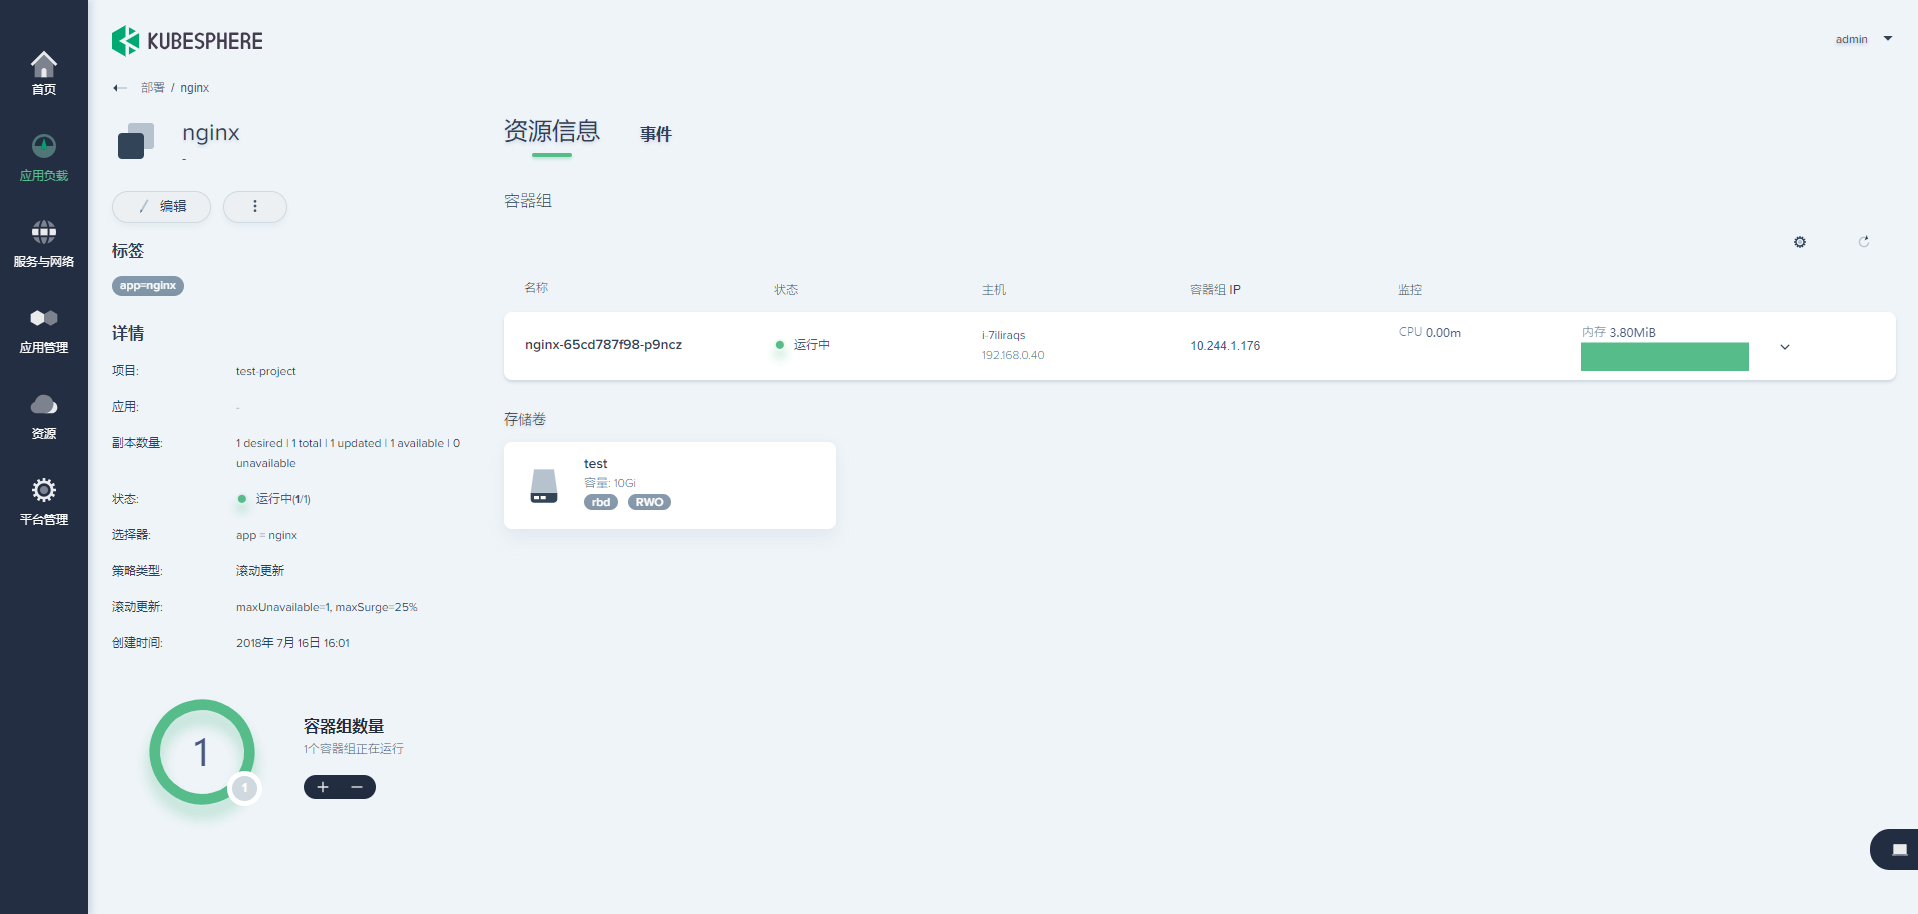 首页
应用负载
服务与网络
应用管理
资源
平台管理
KUBESPHERE
admin
部署 / nginx
nginx
-
编辑
标签
app=nginx
详情
项目: test-project
应用: -
副本数量: 1 desired | 1 total | 1 updated | 1 available | 0
unavailable
状态: 运行中(1/1)
选择器: app = nginx
策略类型: 滚动更新
滚动更新: maxUnavailable=1, maxSurge=25%
创建时间: 2018年 7月 16日 16:01
1
1
容器组数量
1个容器组正在运行
+ −
资源信息 事件
容器组
名称 状态 主机 容器组 IP 监控
nginx-65cd787f98-p9ncz 运行中 i-7iliraqs 10.244.1.176 CPU 0.00m 内存 3.80MiB
192.168.0.40
存储卷
test
容量: 10Gi
rbd RWO